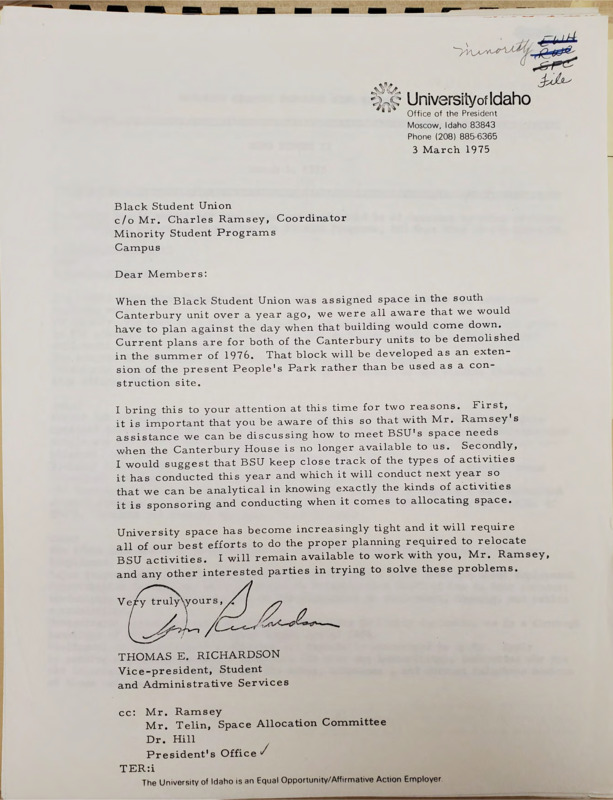 minority EWH
RWC
SFC
File
University of Idaho
Office of the President
Moscow, Idaho 83843
Phone (208) 885-6365
3 March 1975
Black Student Union
c/o Mr. Charles Ramsey, Coordinator
Minority Student Programs
Campus
Dear Members:
When the Black Student Union was assigned space in the south
Canterbury unit over a year ago, we were all aware that we would
have to plan against the day when that building would come down.
Current plans are for both of the Canterbury units to be demolished
in the summer of 1976. That block will be developed as an exten-
sion of the present People's Park rather than be used as a con-
struction site.
I bring this to your attention at this time for two reasons. First,
it is important that you be aware of this so that with Mr. Ramsey's
assistance we can be discussing how to meet BSU's space needs
when the Canterbury House is no longer available to us. Secondly,
I would suggest that BSU keep close track of the types of activities
it has conducted this year and which it will conduct next year so
that we can be analytical in knowing exactly the kinds of activities
it is sponsoring and conducting when it comes to allocating space.
University space has become increasingly tight and it will require
all of our best efforts to do the proper planning required to relocate
BSU activities. I will remain available to work with you, Mr. Ramsey,
and any other interested parties in trying to solve these problems.
Very truly yours,
Tom Richardson
THOMAS E. RICHARDSON
Vice-president, Student
and Administrative Services
cc: Mr. Ramsey
Mr. Telin, Space Allocation Committee
Dr. Hill
President's Office ✓
TER:i
The University of Idaho is an Equal Opportunity/Affirmative Action Employer.